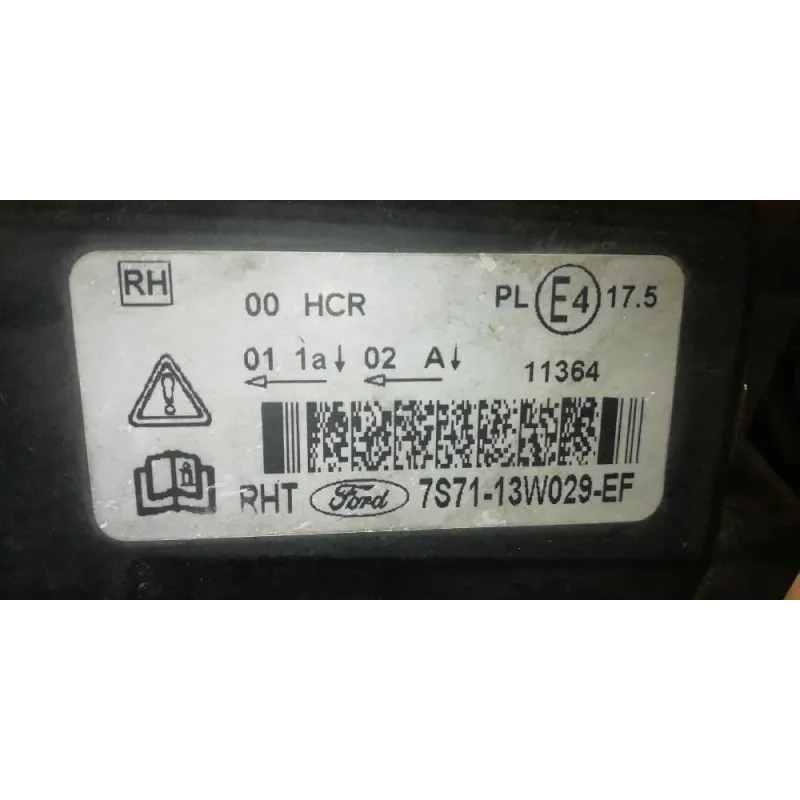 RH
00 HCR PL E4 17.5
01 1a↓ 02 A↓ 11364
RHT Ford 7S71-13W029-EF